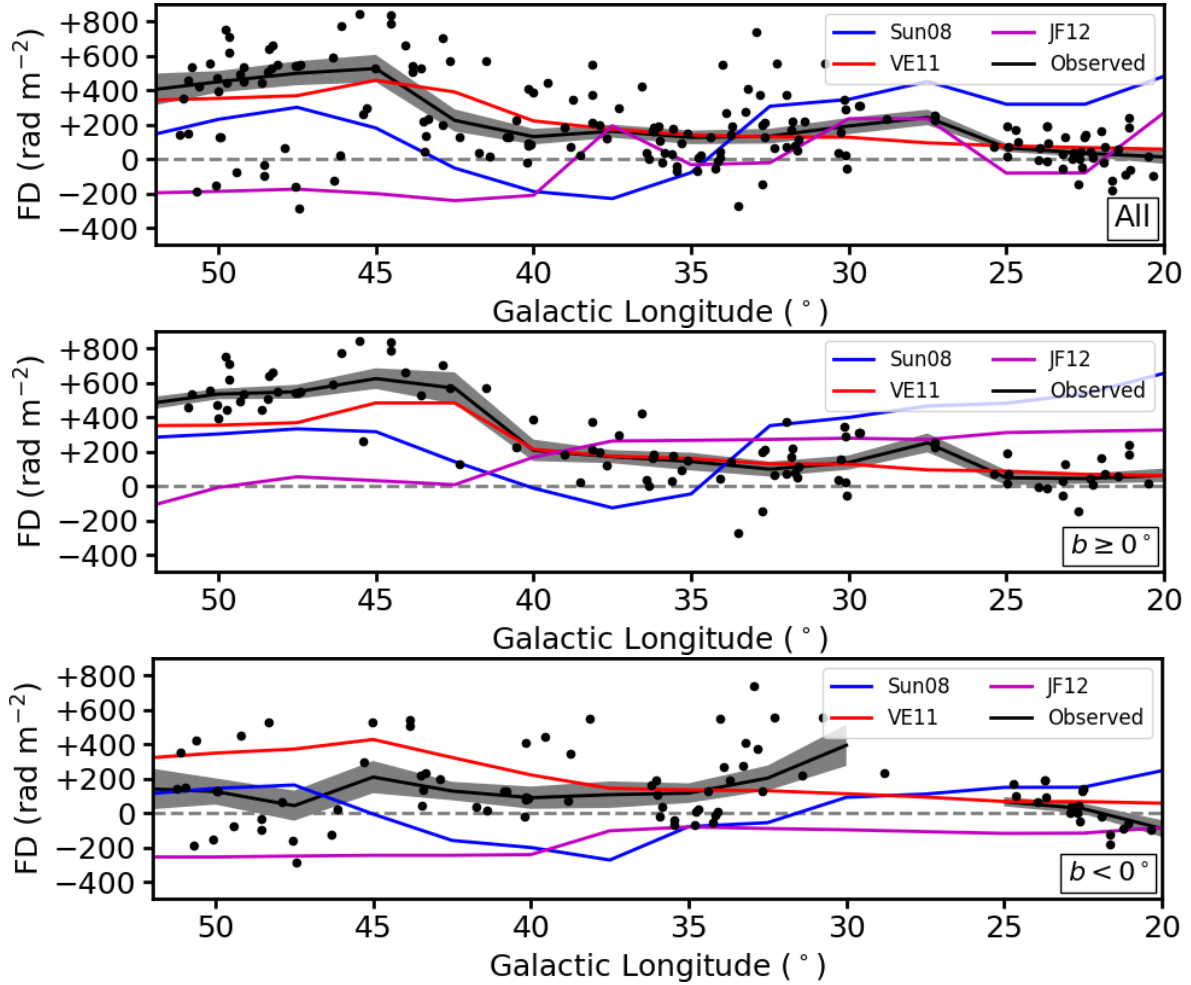 +800
+600
+400
+200
0
−200
−400
FD (rad m⁻²)
Sun08 JF12
VE11 Observed
All
50 45 40 35 30 25 20
Galactic Longitude (°)
+800
+600
+400
+200
0
−200
−400
FD (rad m⁻²)
Sun08 JF12
VE11 Observed
b ≥ 0°
50 45 40 35 30 25 20
Galactic Longitude (°)
+800
+600
+400
+200
0
−200
−400
FD (rad m⁻²)
Sun08 JF12
VE11 Observed
b < 0°
50 45 40 35 30 25 20
Galactic Longitude (°)